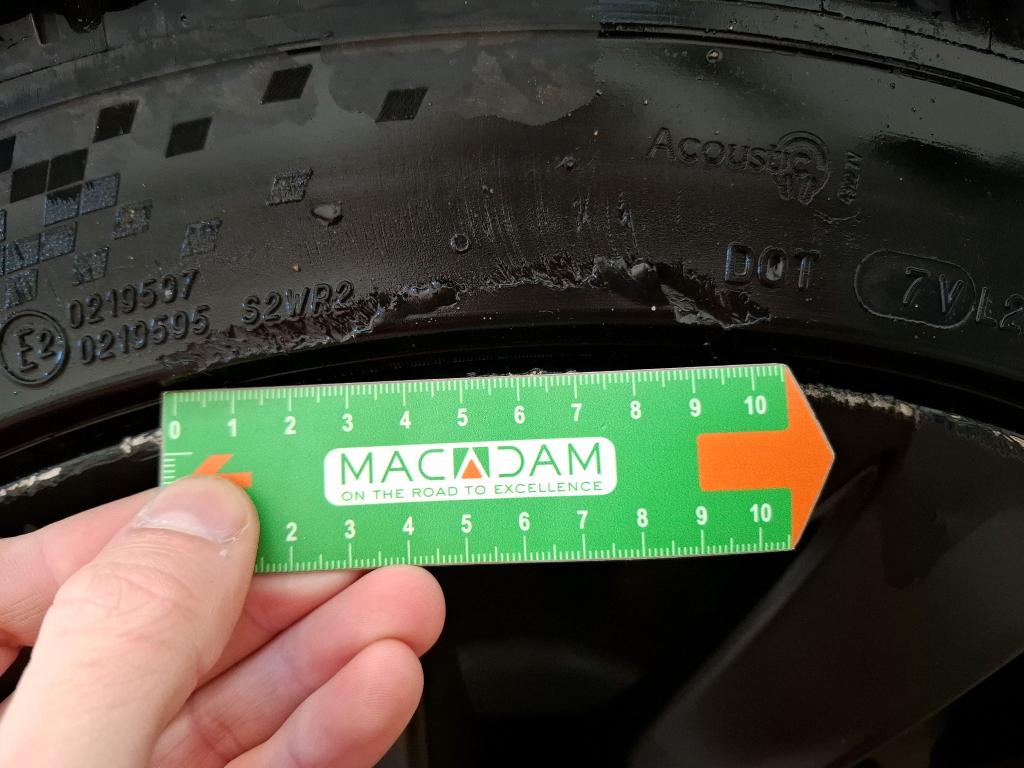 Acoustic
DOT 7V L2
0219507 S2WR2
E2 0219595
0 1 2 3 4 5 6 7 8 9 10
MACADAM
ON THE ROAD TO EXCELLENCE
2 3 4 5 6 7 8 9 10